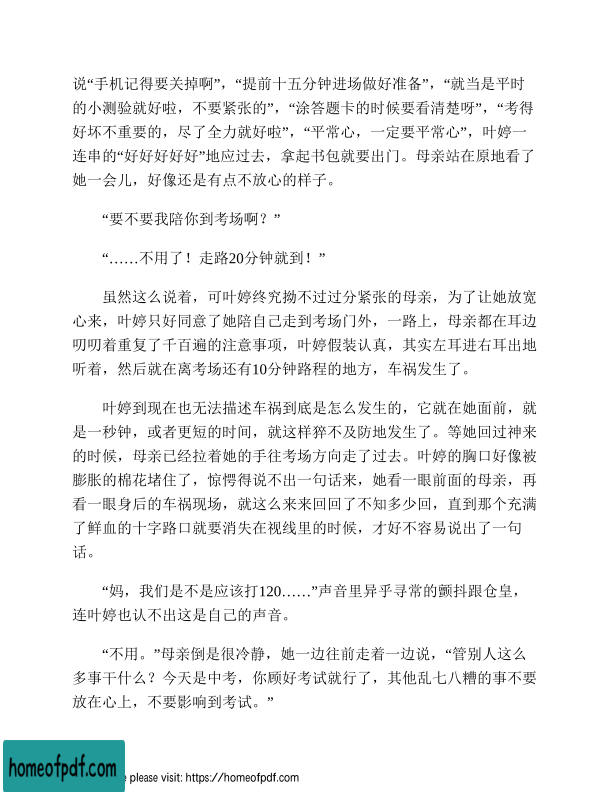 说“手机记得要关掉啊”，“提前十五分钟进场做好准备”，“就当是平时
的小测验就好啦，不要紧张的”，“涂答题卡的时候要看清楚呀”，“考得
好坏不重要的，尽了全力就好啦”，“平常心，一定要平常心”，叶婷一
连串的“好好好好好”地应过去，拿起书包就要出门。母亲站在原地看了
她一会儿，好像还是有点不放心的样子。
“要不要我陪你到考场啊？”
“……不用了！走路20分钟就到！”
虽然这么说着，可叶婷终究拗不过过分紧张的母亲，为了让她放宽
心来，叶婷只好同意了她陪自己走到考场门外，一路上，母亲都在耳边
叨叨着重复了千百遍的注意事项，叶婷假装认真，其实左耳进右耳出地
听着，然后就在离考场还有10分钟路程的地方，车祸发生了。
叶婷到现在也无法描述车祸到底是怎么发生的，它就在她面前，就
是一秒钟，或者更短的时间，就这样猝不及防地发生了。等她回过神来
的时候，母亲已经拉着她的手往考场方向走了过去。叶婷的胸口好像被
膨胀的棉花堵住了，惊愕得说不出一句话来，她看一眼前面的母亲，再
看一眼身后的车祸现场，就这么来来回回了不知多少回，直到那个充满
了鲜血的十字路口就要消失在视线里的时候，才好不容易说出了一句
话。
“妈，我们是不是应该打120……”声音里异乎寻常的颤抖跟仓皇，
连叶婷也认不出这是自己的声音。
“不用。”母亲倒是很冷静，她一边往前走着一边说，“管别人这么
多事干什么？今天是中考，你顾好考试就行了，其他乱七八糟的事不要
放在心上，不要影响到考试。”
homeofpdf.com
e please visit: https://homeofpdf.com